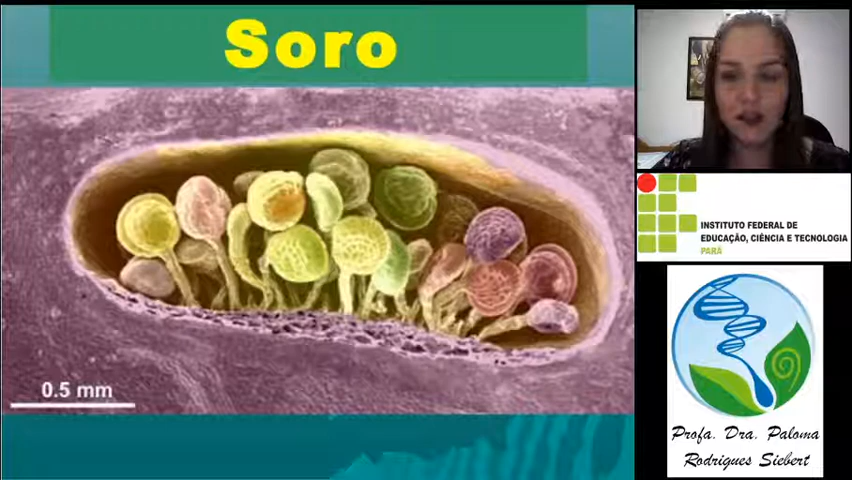 Soro
0.5 mm
INSTITUTO FEDERAL DE
EDUCAÇÃO, CIÊNCIA E TECNOLOGIA
PARÁ
Profa. Dra. Paloma
Rodrigues Siebert